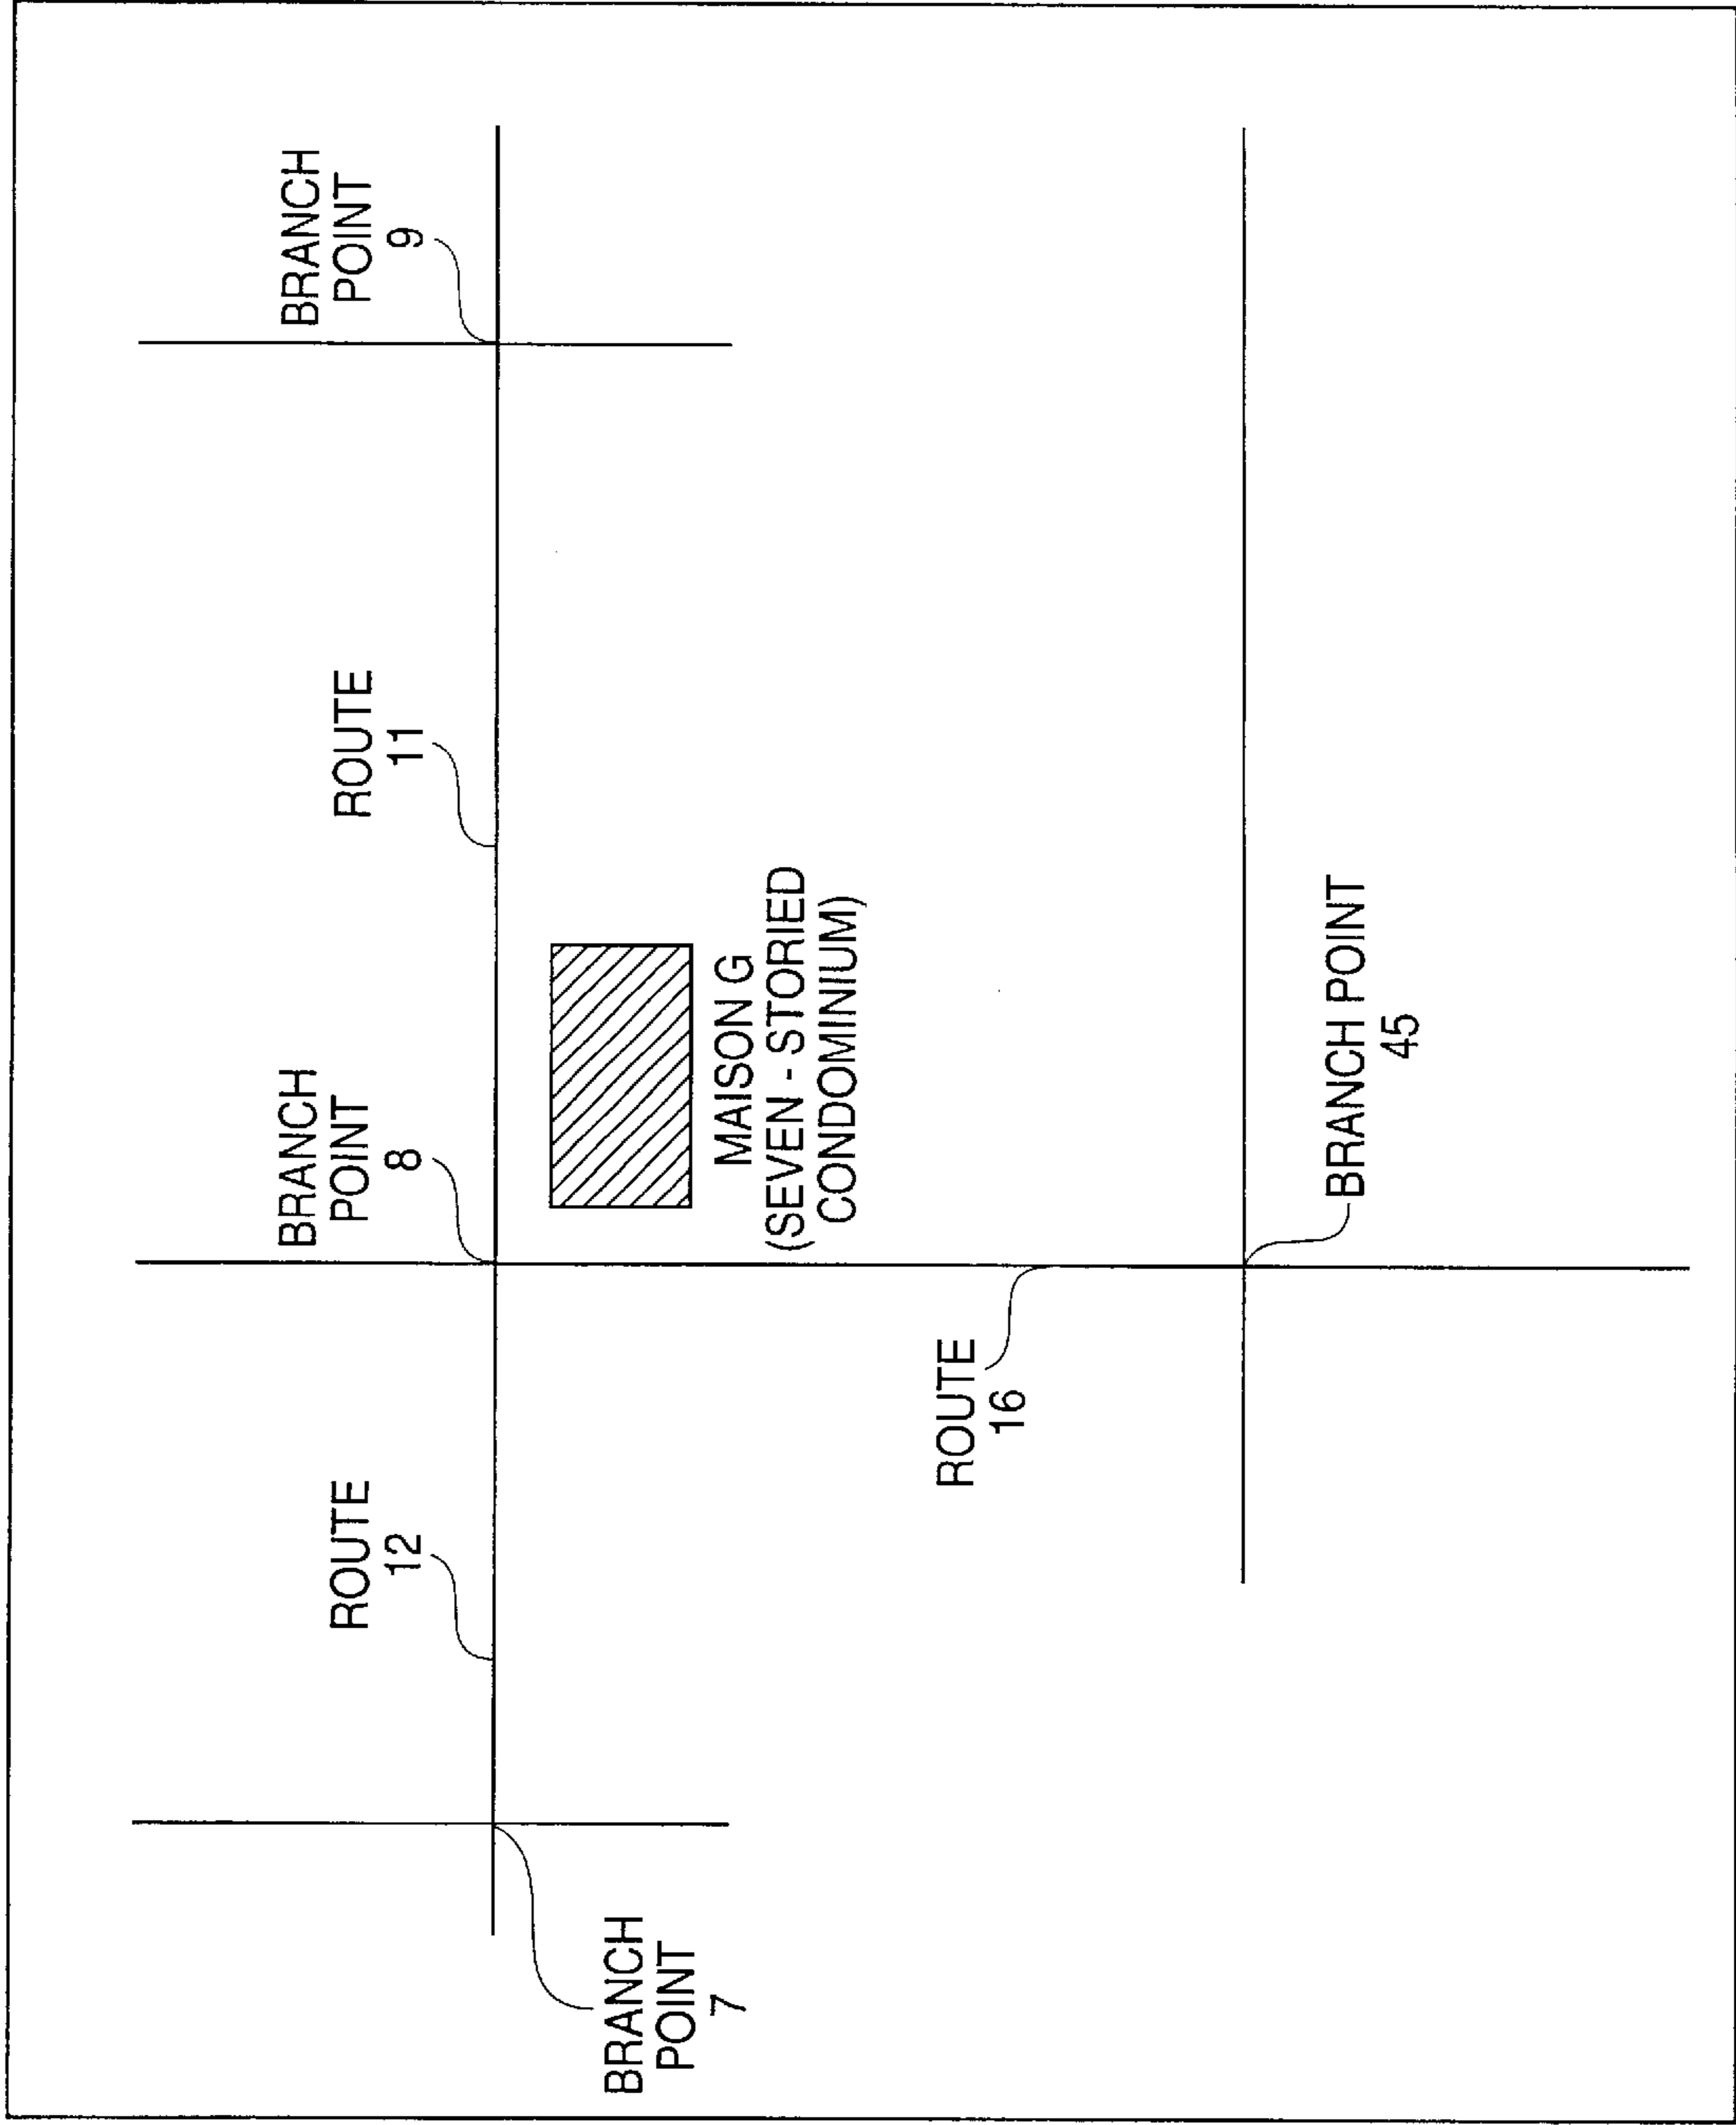 BRANCH
POINT
7
ROUTE
12
BRANCH
POINT
8
ROUTE
11
BRANCH
POINT
9
MAISON G
(SEVEN - STORIED
CONDOMINIUM)
ROUTE
16
BRANCH POINT
45